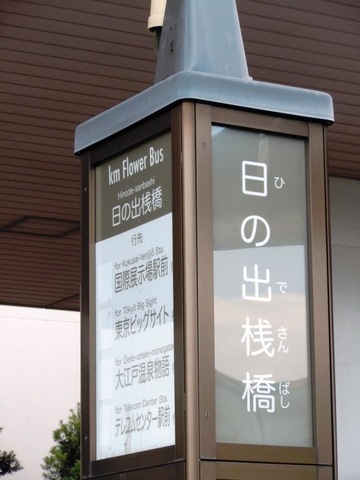 km Flower Bus
Hinode-sanbashi
日の出桟橋
行先
for Kokusai-tenjijō Sta.
国際展示場駅前
for Tōkyō Big Sight
東京ビッグサイト
for Ōedo-onsen-monogatari
大江戸温泉物語
for Telecom Center Sta.
テレコムセンター駅前
日の出桟橋
ひ で さん ばし